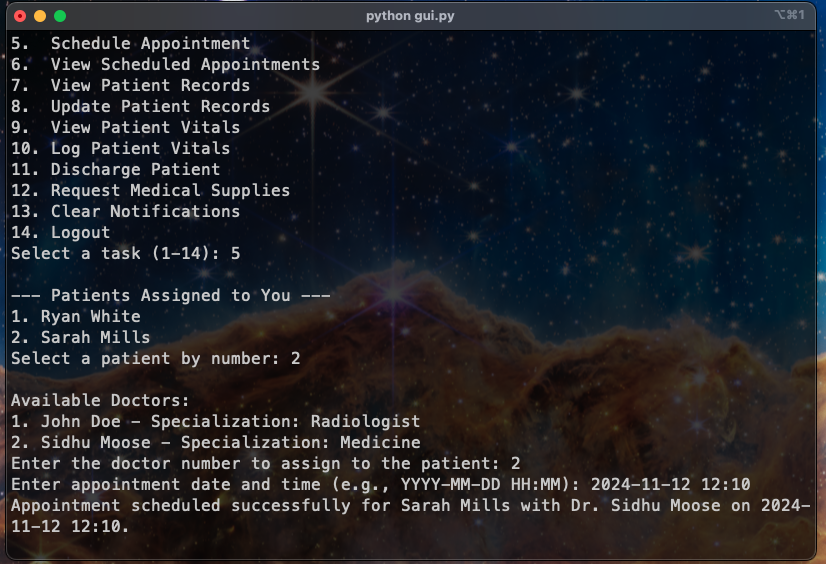 python gui.py
⌥⌘1
5.  Schedule Appointment
6.  View Scheduled Appointments
7.  View Patient Records
8.  Update Patient Records
9.  View Patient Vitals
10. Log Patient Vitals
11. Discharge Patient
12. Request Medical Supplies
13. Clear Notifications
14. Logout
Select a task (1-14): 5
--- Patients Assigned to You ---
1. Ryan White
2. Sarah Mills
Select a patient by number: 2
Available Doctors:
1. John Doe - Specialization: Radiologist
2. Sidhu Moose - Specialization: Medicine
Enter the doctor number to assign to the patient: 2
Enter appointment date and time (e.g., YYYY-MM-DD HH:MM): 2024-11-12 12:10
Appointment scheduled successfully for Sarah Mills with Dr. Sidhu Moose on 2024-
11-12 12:10.